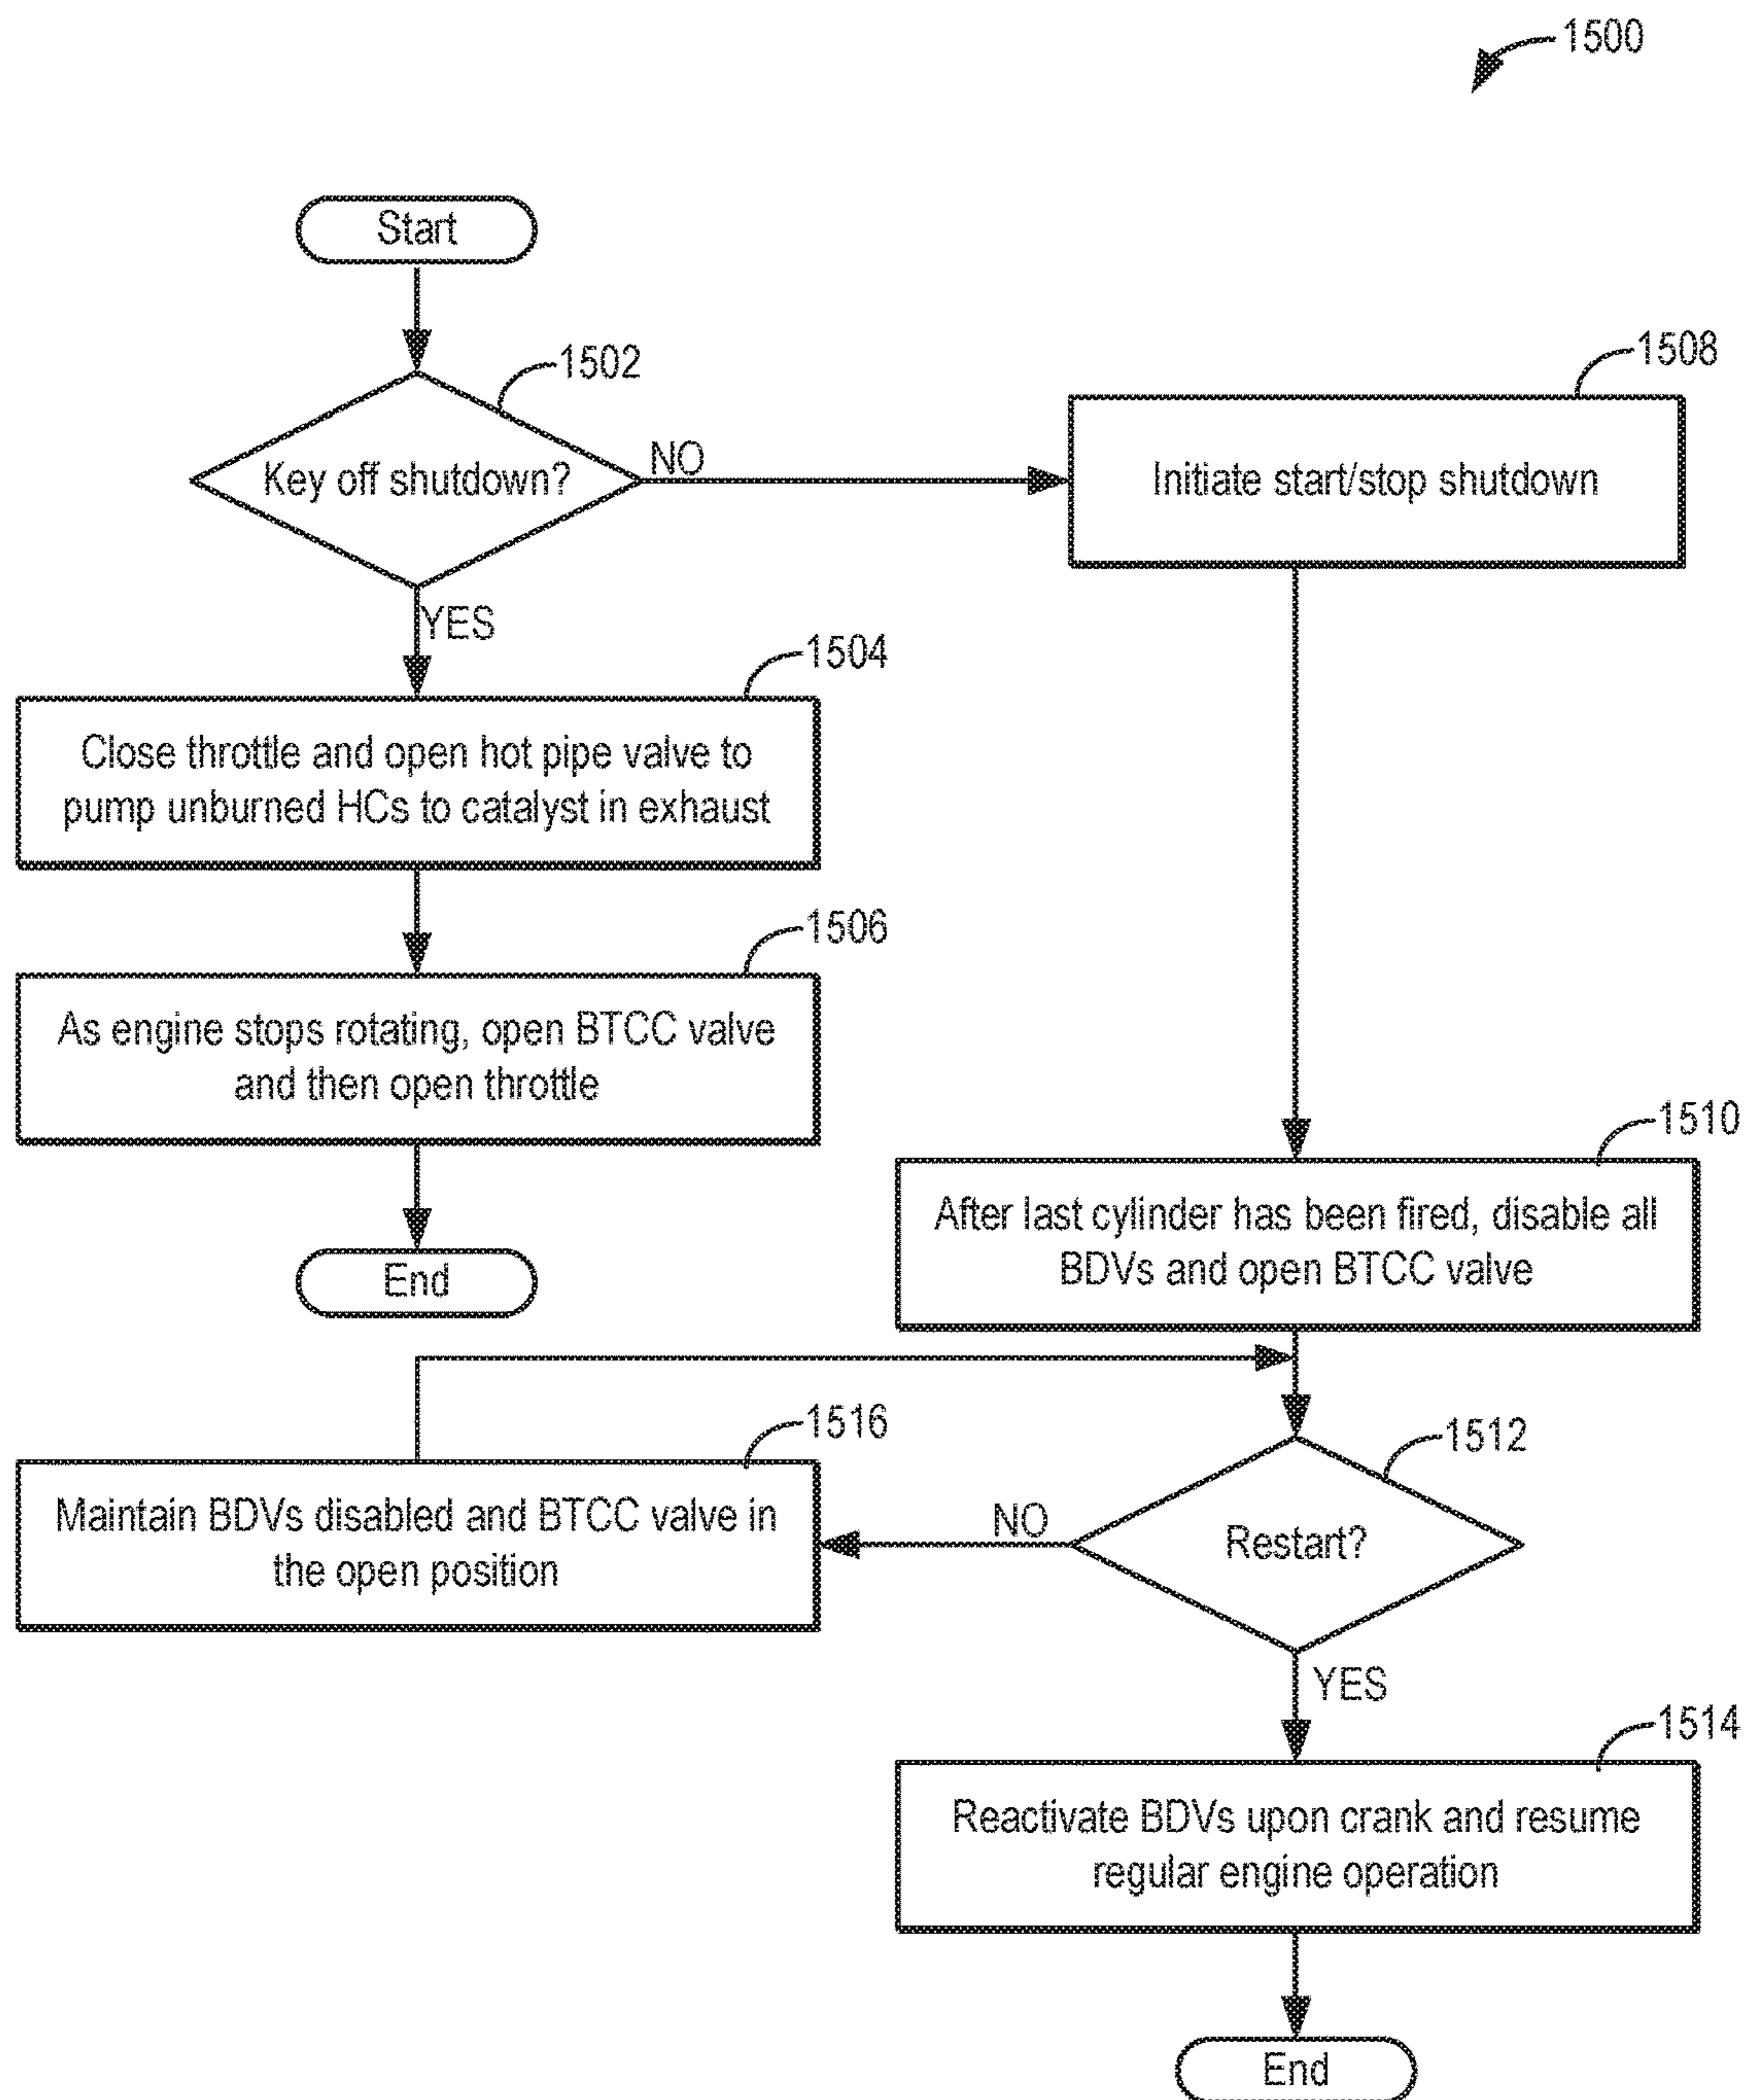 1500
Start
1502
Key off shutdown?
NO
1508
Initiate start/stop shutdown
YES
1504
Close throttle and open hot pipe valve to
pump unburned HCs to catalyst in exhaust
1506
As engine stops rotating, open BTCC valve
and then open throttle
End
1510
After last cylinder has been fired, disable all
BDVs and open BTCC valve
1516
Maintain BDVs disabled and BTCC valve in
the open position
NO
1512
Restart?
YES
1514
Reactivate BDVs upon crank and resume
regular engine operation
End